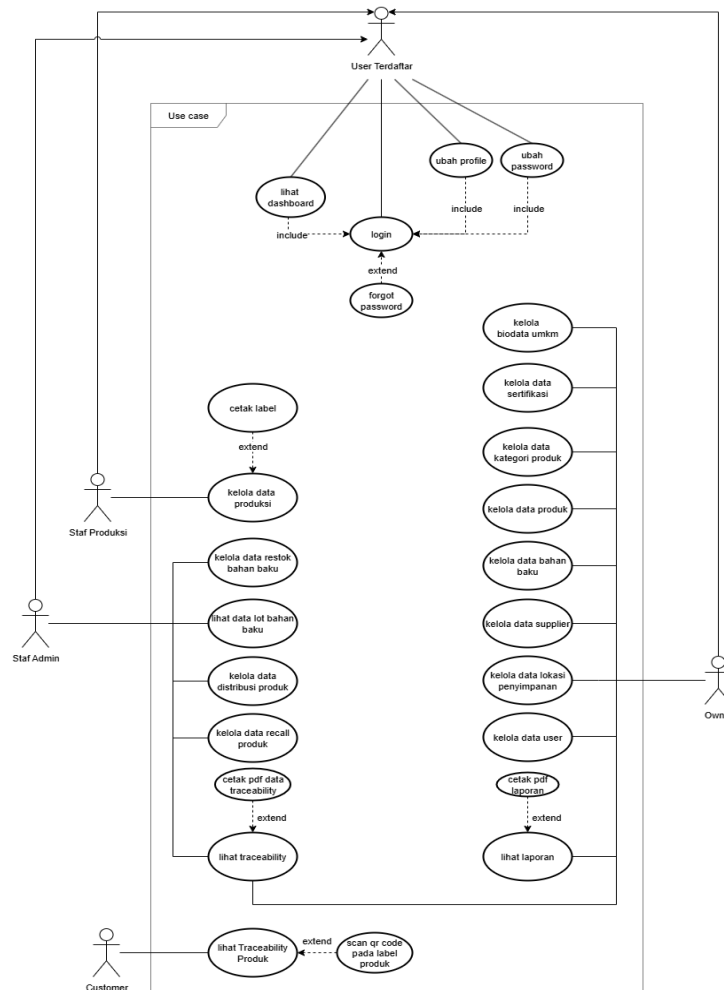 User Terdaftar
Use case
ubah profile
ubah
password
lihat
dashboard
include
include
include
login
extend
forgot
password
kelola
biodata umkm
kelola data
sertifikasi
cetak label
extend
kelola data
kategori produk
kelola data
produksi
kelola data produk
Staf Produksi
kelola data restok
bahan baku
kelola data bahan
baku
lihat data lot bahan
baku
kelola data supplier
Staf Admin
kelola data
distribusi produk
kelola data lokasi
penyimpanan
Own
kelola data recall
produk
kelola data user
cetak pdf data
traceability
cetak pdf
laporan
extend
extend
lihat traceability
lihat laporan
lihat Traceability
Produk
extend
scan qr code
pada label
produk
Customer